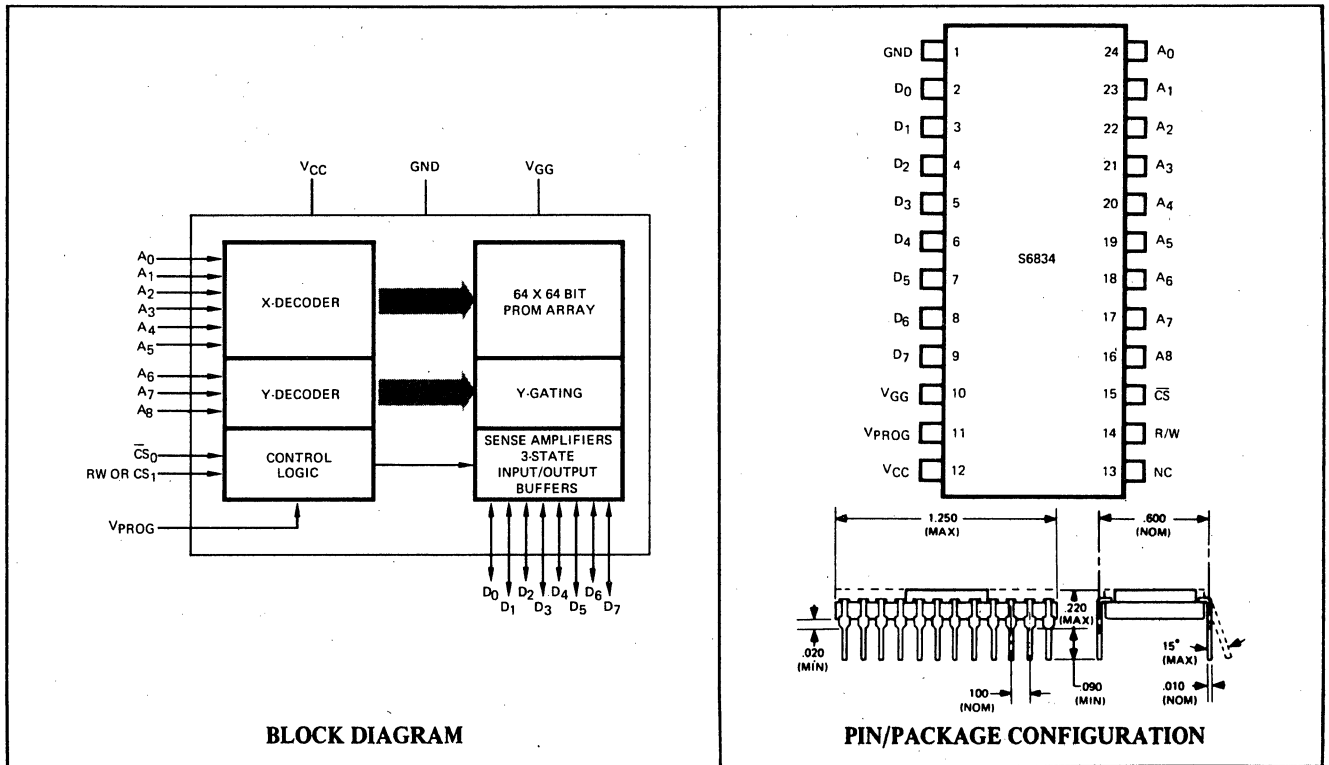 VCC GND VGG
A0
A1
A2
A3
A4
A5
X-DECODER
64 X 64 BIT
PROM ARRAY
A6
A7
A8
Y-DECODER
Y-GATING
CS0
RW OR CS1
CONTROL
LOGIC
SENSE AMPLIFIERS
3-STATE
INPUT/OUTPUT
BUFFERS
VPROG
D0 D1 D2 D3 D4 D5 D6 D7
BLOCK DIAGRAM
GND 1 24 A0
D0 2 23 A1
D1 3 22 A2
D2 4 21 A3
D3 5 20 A4
D4 6 19 A5
S6834
D5 7 18 A6
D6 8 17 A7
D7 9 16 A8
VGG 10 15 CS
VPROG 11 14 R/W
VCC 12 13 NC
1.250
(MAX)
.600
(NOM)
.220
(MAX)
.020
(MIN)
100
(NOM)
.090
(MIN)
15°
(MAX)
.010
(NOM)
PIN/PACKAGE CONFIGURATION